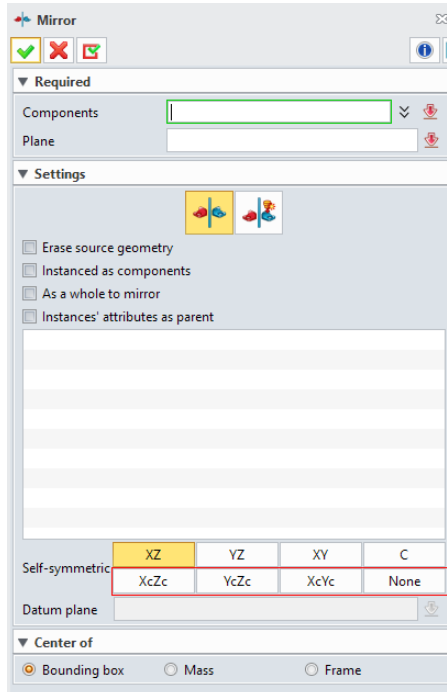 Mirror
Required
Components
Plane
Settings
Erase source geometry
Instanced as components
As a whole to mirror
Instances' attributes as parent
XZ YZ XY C
Self-symmetric
XcZc YcZc XcYc None
Datum plane
Center of
Bounding box Mass Frame